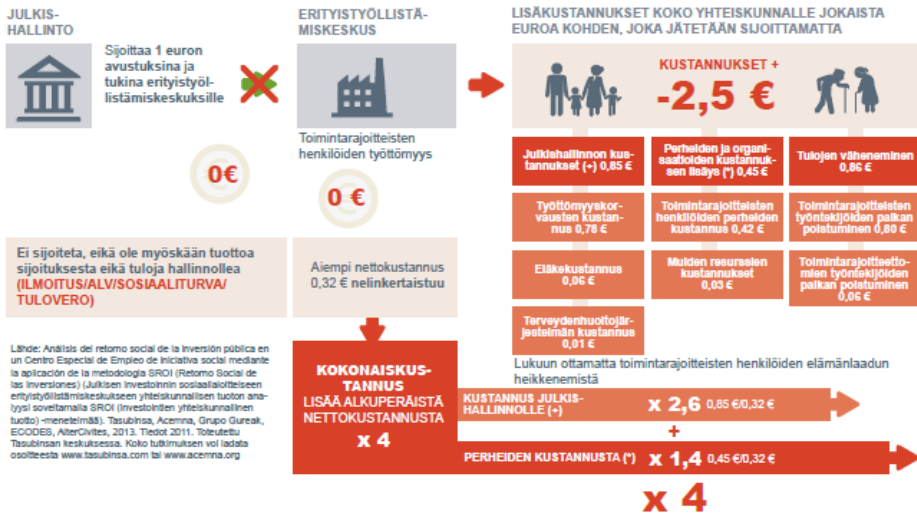 JULKIS-
HALLINTO
Sijoittaa 1 euron
avustuksina ja
tukina erityistyöl-
listämiskeskuksille
0€
Ei sijoiteta, eikä ole myöskään tuottoa
sijoituksesta eikä tuloja hallinnollea
(ILMOITUS/ALV/SOSIAALITURVA/
TULOVERO)
ERITYISTYÖLLISTÄ-
MISKESKUS
Toimintarajoitteisten
henkilöiden työttömyys
0 €
Aiempi nettokustannus
0,32 € nelinkertaistuu
LISÄKUSTANNUKSET KOKO YHTEISKUNNALLE JOKAISTA
EUROA KOHDEN, JOKA JÄTETÄÄN SIJOITTAMATTA
KUSTANNUKSET +
-2,5 €
Julkishallinnon kus-
tannukset (+) 0,85 €
Työttömyyskor-
vausten kustan-
nus 0,78 €
Eläkekustannus
0,06 €
Terveydenhuoltojär-
jestelmän kustannus
0,01 €
Perheiden ja organi-
saatioiden kustannuk-
sen lisäys (*) 0,45 €
Toimintarajoitteisten
henkilöiden perheiden
kustannus 0,42 €
Muiden resurssien
kustannukset
0,03 €
Tulojen väheneminen
0,86 €
Toimintarajoitteisten
työntekijöiden paikan
poistuminen 0,80 €
Toimintarajoitteetto-
mien työntekijöiden
paikan poistuminen
0,06 €
Lukuun ottamatta toimintarajoitteisten henkilöiden elämänlaadun
heikkenemistä
Lähde: Análisis del retorno social de la inversión pública en
un Centro Especial de Empleo de iniciativa social mediante
la aplicación de la metodologia SROI (Retorno Social de
las Inversiones) (Julkisen investoinnin sosiaalialoitteiseen
erityistyöllistämiskeskukseen yhteiskunnallisen tuoton ana-
lyysi soveltamalla SROI (Investointien yhteiskunnallinen
tuotto) -menetelmää). Tasubinsa, Acemna, Grupo Gureak,
ECODES, AlterCivites, 2013. Tiedot 2011. Toteutettu
Tasubinsan keskuksessa. Koko tutkimuksen voi ladata
osoitteesta www.tasubinsa.com tai www.acemna.org
KOKONAISKUS-
TANNUS
LISÄÄ ALKUPERÄISTÄ
NETTOKUSTANNUSTA
x 4
KUSTANNUS JULKIS-
HALLINNOLLE (+)
x 2,6 0,85 €/0,32 €
+
PERHEIDEN KUSTANNUSTA (*) x 1,4 0,45 €/0,32 €
x 4